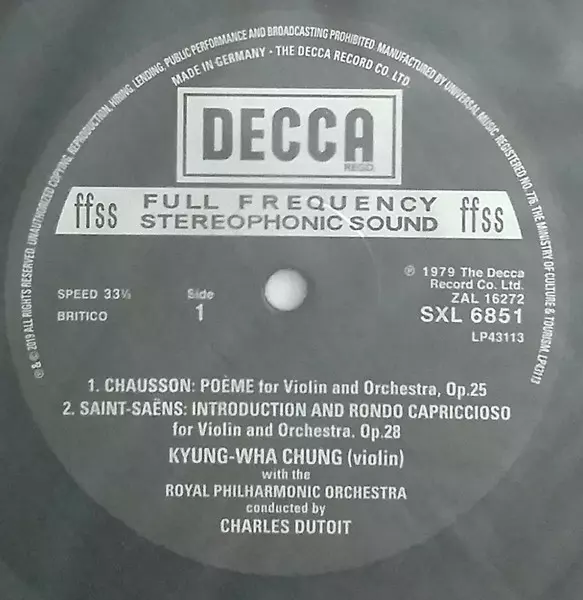 ℗ & © 2019 ALL RIGHTS RESERVED. UNAUTHORIZED COPYING, REPRODUCTION, HIRING, LENDING, PUBLIC PERFORMANCE AND BROADCASTING PROHIBITED. MANUFACTURED BY UNIVERSAL MUSIC. REGISTERED NO. 776. THE MINISTRY OF CULTURE & TOURISM. LP43113
MADE IN GERMANY • THE DECCA RECORD CO. LTD
DECCA
REGD
ffss FULL FREQUENCY STEREOPHONIC SOUND ffss
SPEED 33⅓
BRITICO
Side
1
℗ 1979 The Decca
Record Co. Ltd.
ZAL 16272
SXL 6851
LP43113
1. CHAUSSON: POÈME for Violin and Orchestra, Op.25
2. SAINT-SAËNS: INTRODUCTION AND RONDO CAPRICCIOSO
for Violin and Orchestra. Op.28
KYUNG-WHA CHUNG (violin)
with the
ROYAL PHILHARMONIC ORCHESTRA
conducted by
CHARLES DUTOIT